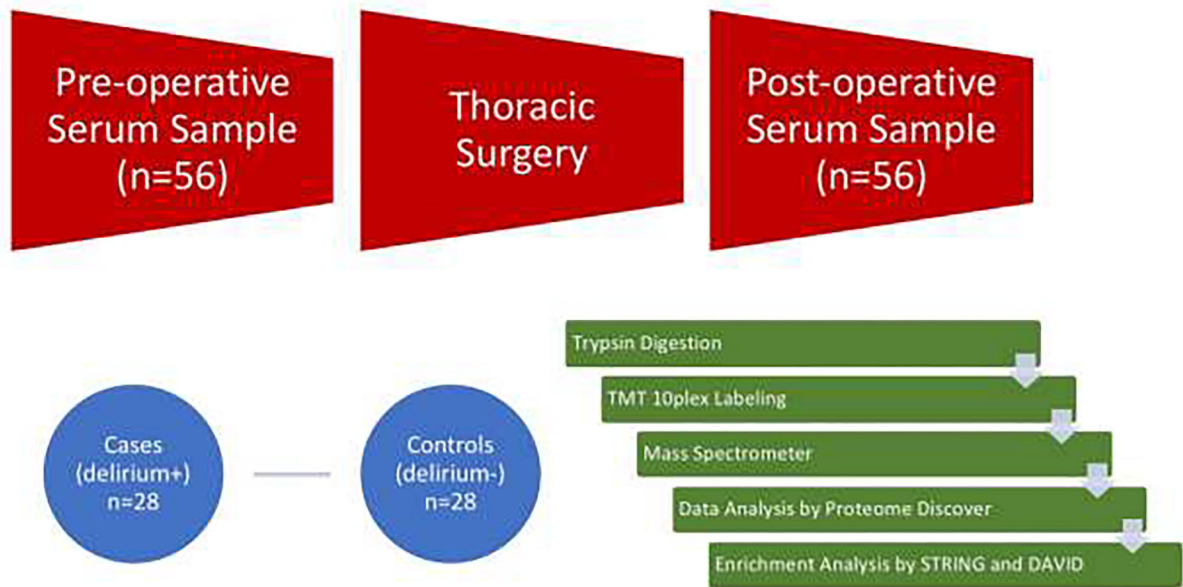 Pre-operative
Serum Sample
(n=56)
Thoracic
Surgery
Post-operative
Serum Sample
(n=56)
Cases
(delirium+)
n=28
Controls
(delirium-)
n=28
Trypsin Digestion
TMT 10plex Labeling
Mass Spectrometer
Data Analysis by Proteome Discover
Enrichment Analysis by STRING and DAVID